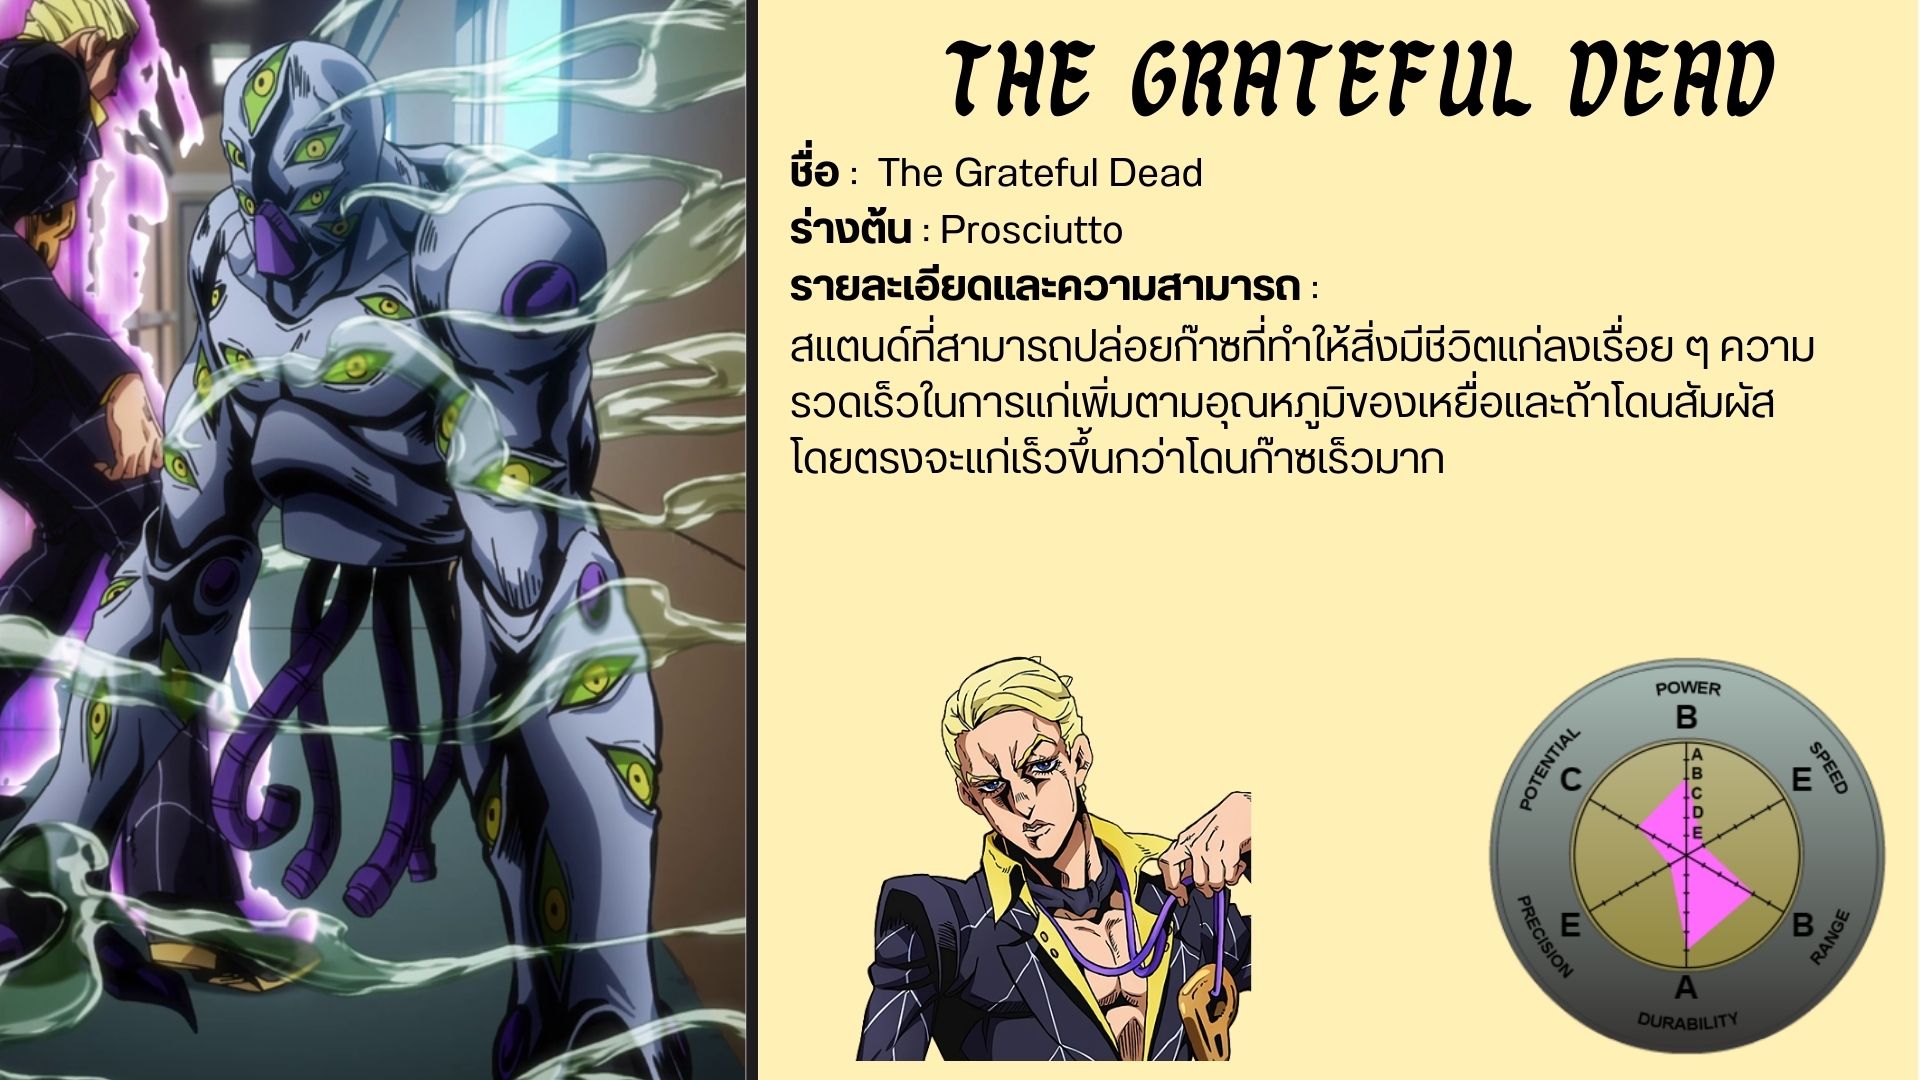 THE GRATEFUL DEAD
ชื่อ : The Grateful Dead
ร่างต้น : Prosciutto
รายละเอียดและความสามารถ :
สแตนด์ที่สามารถปล่อยก๊าซที่ทำให้สิ่งมีชีวิตแก่ลงเรื่อย ๆ ความ
รวดเร็วในการแก่เพิ่มตามอุณหภูมิของเหยื่อและถ้าโดนสัมผัส
โดยตรงจะแก่เร็วขึ้นกว่าโดนก๊าซเร็วมาก
POWER
B
SPEED
E
RANGE
B
DURABILITY
A
PRECISION
E
POTENTIAL
C
A
B
C
D
E